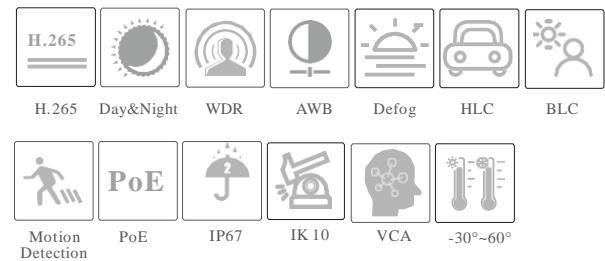 H.265
H.265 Day&Night WDR AWB Defog HLC BLC
PoE 2
Motion Detection PoE IP67 IK 10 VCA -30°~60°